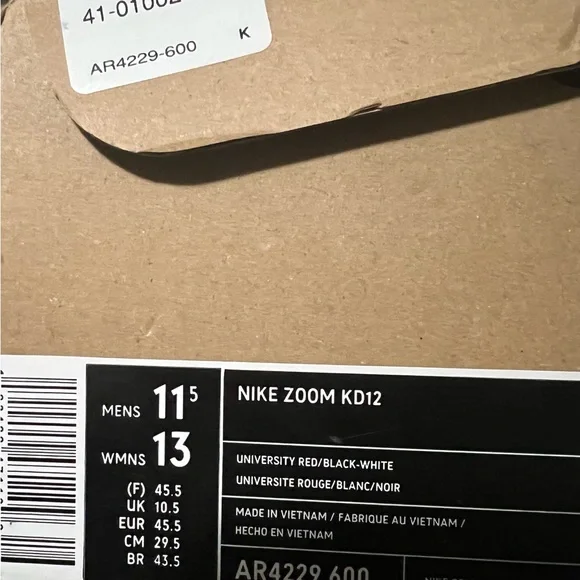 AR4229-600
K
MENS 11 5
WMNS 13
(F) 45.5
UK 10.5
EUR 45.5
CM 29.5
BR 43.5
NIKE ZOOM KD12
UNIVERSITY RED/BLACK-WHITE
UNIVERSITE ROUGE/BLANC/NOIR
MADE IN VIETNAM / FABRIQUE AU VIETNAM /
HECHO EN VIETNAM
AR4229 600